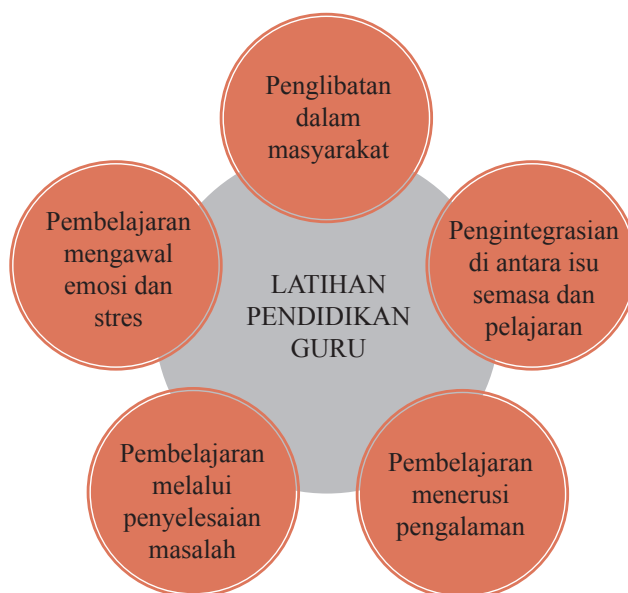 Penglibatan
dalam
masyarakat
Pengintegrasian
di antara isu
semasa dan
pelajaran
Pembelajaran
menerusi
pengalaman
Pembelajaran
melalui
penyelesaian
masalah
Pembelajaran
mengawal
emosi dan
stres
LATIHAN
PENDIDIKAN
GURU